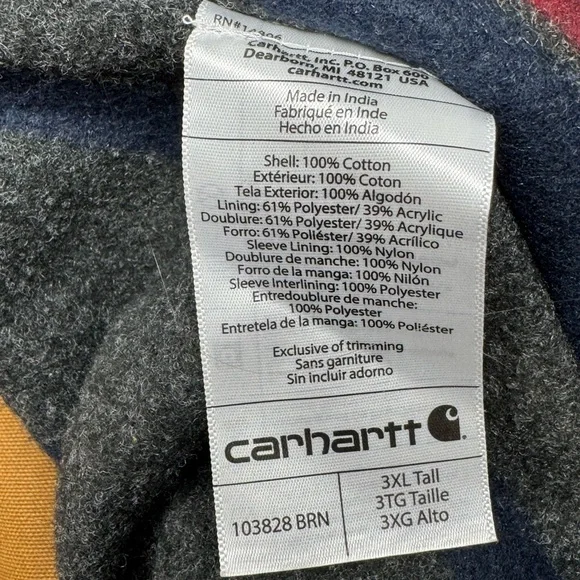 RN#14806
Carhartt, Inc. P.O. Box 600
Dearborn, MI 48121 USA
carhartt.com
Made in India
Fabriqué en Inde
Hecho en India
Shell: 100% Cotton
Extérieur: 100% Coton
Tela Exterior: 100% Algodón
Lining: 61% Polyester/ 39% Acrylic
Doublure: 61% Polyester/ 39% Acrylique
Forro: 61% Poliéster/ 39% Acrílico
Sleeve Lining: 100% Nylon
Doublure de manche: 100% Nylon
Forro de la manga: 100% Nilón
Sleeve Interlining: 100% Polyester
Entredoublure de manche:
100% Polyester
Entretela de la manga: 100% Poliéster
Exclusive of trimming
Sans garniture
Sin incluir adorno
carhartt
103828 BRN
3XL Tall
3TG Taille
3XG Alto